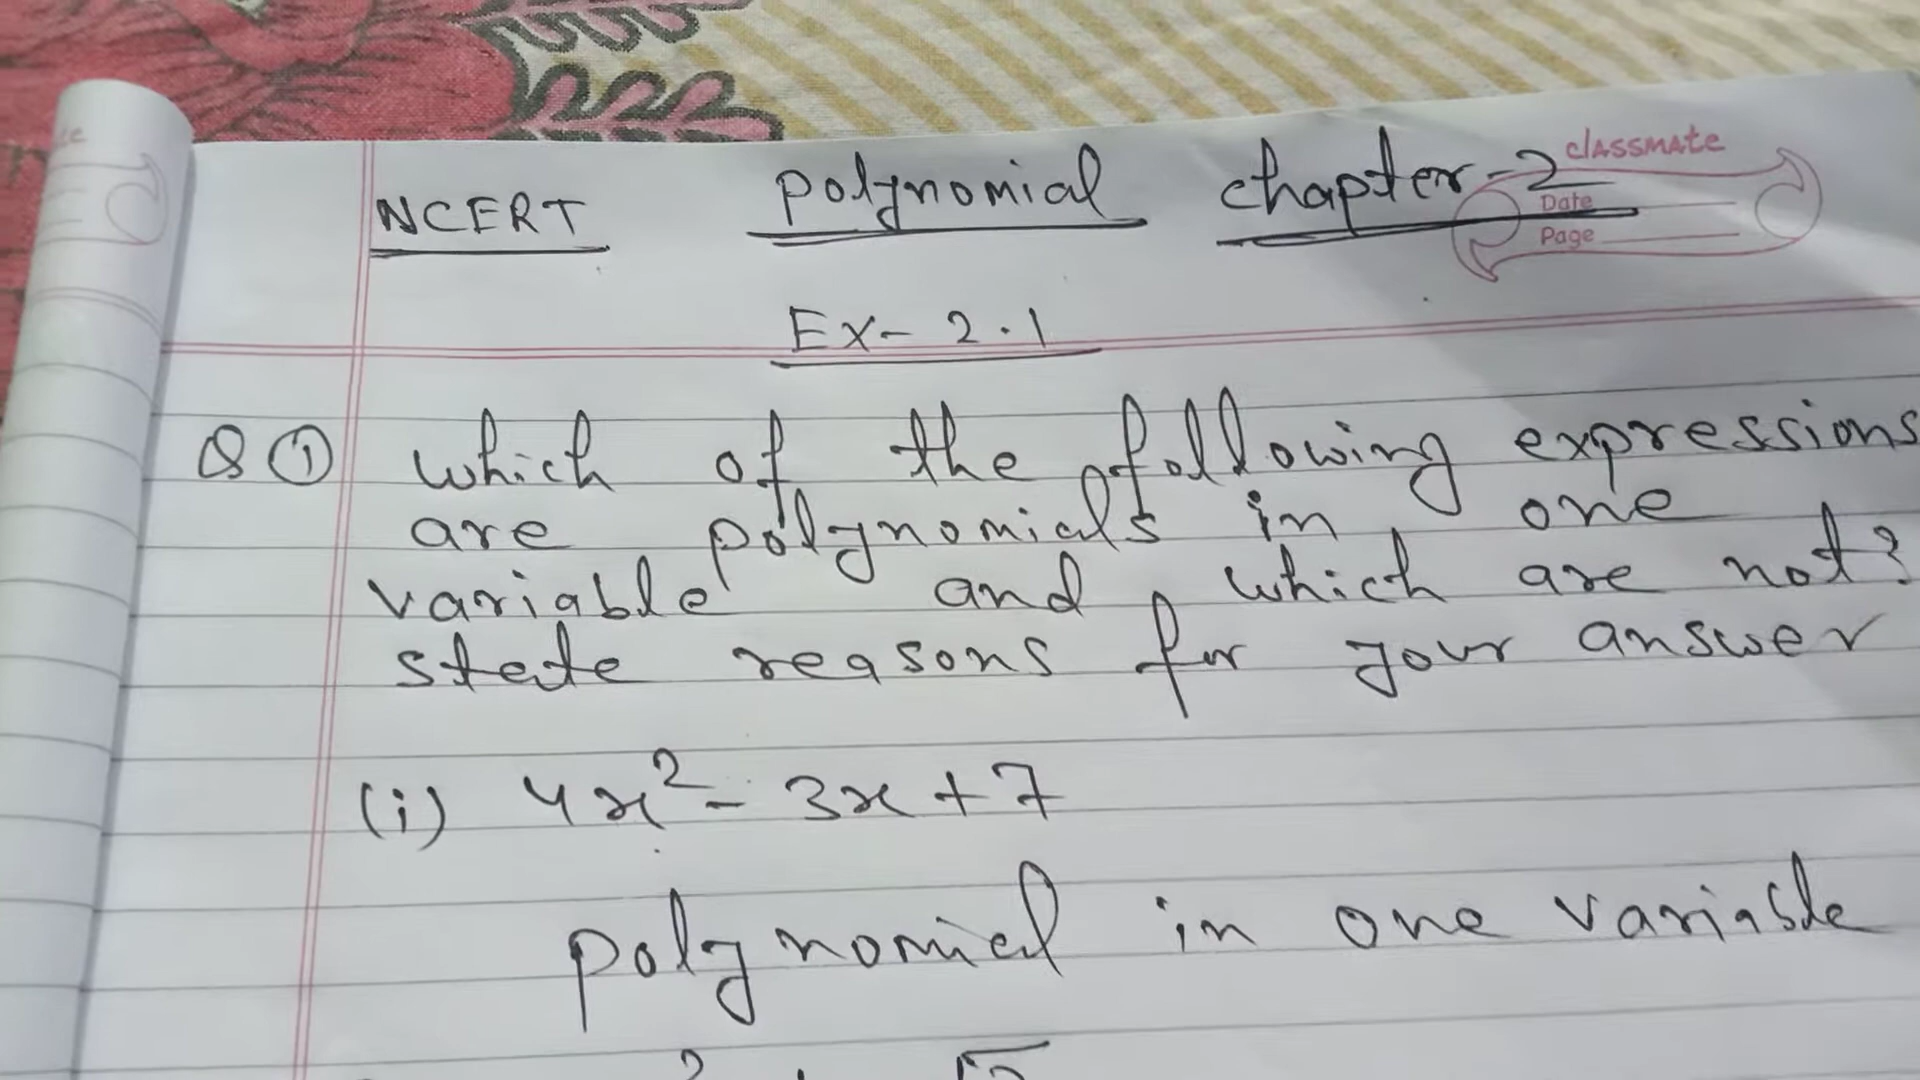 classmate
NCERT polynomial chapter-2
Date
Page
Ex- 2.1
Q ① which of the following expressions
are polynomials in one
variable and which are not?
state reasons for your answer
(i) 4x² - 3x + 7
polynomial in one variable